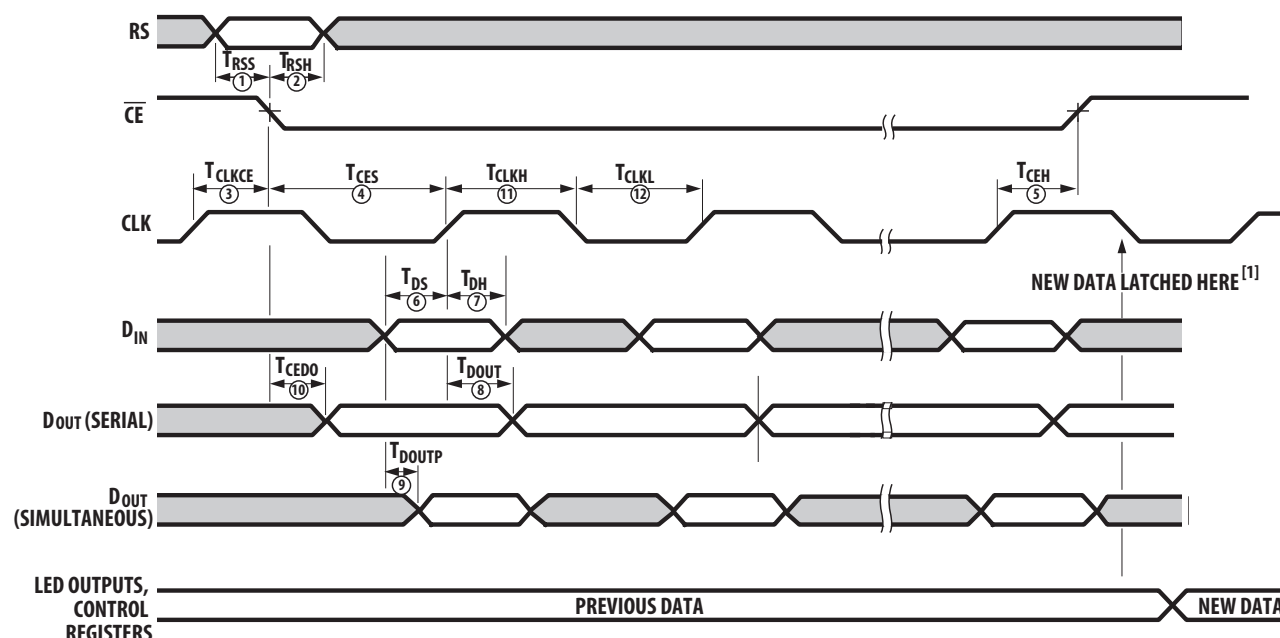 RS
TRSS
TRSH
①
②
CE
TCLKCE
TCES
TCLKH
TCLKL
TCEH
③
④
⑪
⑫
⑤
CLK
NEW DATA LATCHED HERE [1]
TDS
TDH
⑥
⑦
DIN
TCEDO
TDOUT
⑩
⑧
DOUT (SERIAL)
TDOUTP
⑨
DOUT
(SIMULTANEOUS)
LED OUTPUTS,
CONTROL
REGISTERS
PREVIOUS DATA
NEW DATA